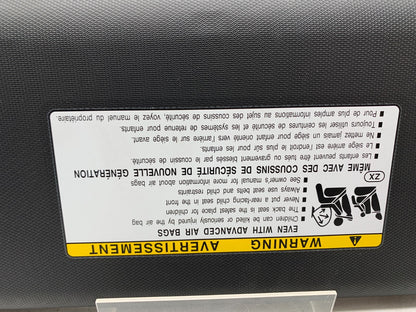 WARNING
AVERTISSEMENT
EVEN WITH ADVANCED AIR BAGS
■ Children can be killed or seriously injured by the air bag
■ The back seat is the safest place for children
■ Never put a rear-facing child seat in the front
■ Always use seat belts and child restraints
■ See owner's manual for more information about air bags
ZX
MÊME AVEC DES COUSSINS DE SÉCURITÉ DE NOUVELLE GÉNÉRATION
■ Les enfants peuvent être tués ou gravement blessés par le coussin de sécurité.
■ Le siège arrière est l'endroit le plus sûr pour les enfants.
■ Ne mettez jamais un siège pour enfant orienté vers l'arrière sur le siège avant.
■ Toujours utiliser les ceintures de sécurité et les systèmes de retenue pour enfants.
■ Pour de plus amples informations au sujet des coussins de sécurité, voyez le manuel du propriétaire.